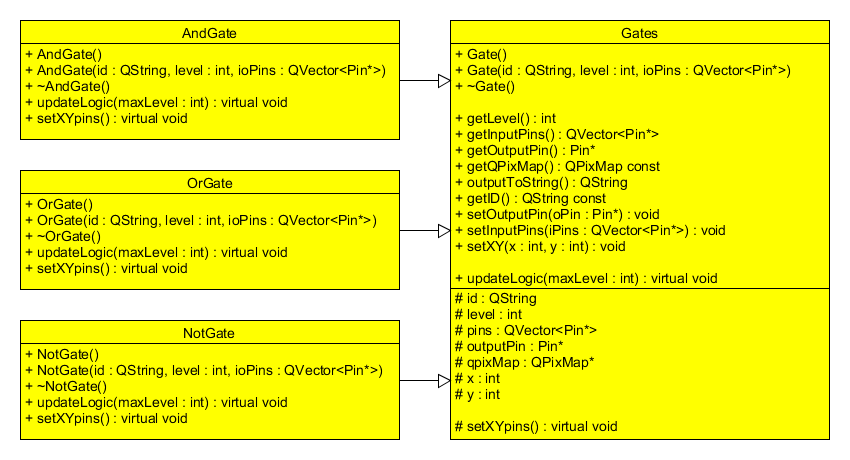 AndGate
+ AndGate()
+ AndGate(id : QString, level : int, ioPins : QVector<Pin*>)
+ ~AndGate()
+ updateLogic(maxLevel : int) : virtual void
+ setXYpins() : virtual void
OrGate
+ OrGate()
+ OrGate(id : QString, level : int, ioPins : QVector<Pin*>)
+ ~OrGate()
+ updateLogic(maxLevel : int) : virtual void
+ setXYpins() : virtual void
NotGate
+ NotGate()
+ NotGate(id : QString, level : int, ioPins : QVector<Pin*>)
+ ~NotGate()
+ updateLogic(maxLevel : int) : virtual void
+ setXYpins() : virtual void
Gates
+ Gate()
+ Gate(id : QString, level : int, ioPins : QVector<Pin*>)
+ ~Gate()
+ getLevel() : int
+ getInputPins() : QVector<Pin*>
+ getOutputPin() : Pin*
+ getQPixMap() : QPixMap const
+ outputToString() : QString
+ getID() : QString const
+ setOutputPin(oPin : Pin*) : void
+ setInputPins(iPins : QVector<Pin*>) : void
+ setXY(x : int, y : int) : void
+ updateLogic(maxLevel : int) : virtual void
# id : QString
# level : int
# pins : QVector<Pin*>
# outputPin : Pin*
# qpixMap : QPixMap*
# x : int
# y : int
# setXYpins() : virtual void